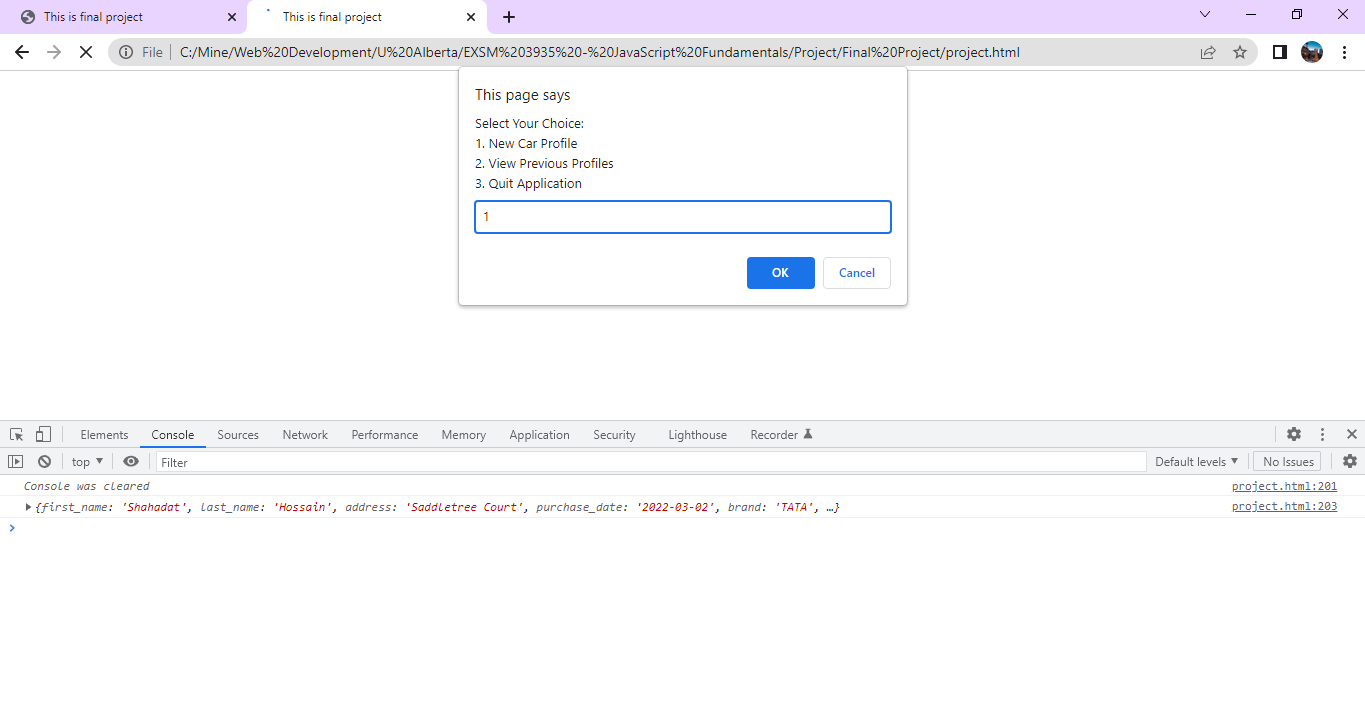 This is final project
This is final project
File
C:/Mine/Web%20Development/U%20Alberta/EXSM%203935%20-%20JavaScript%20Fundamentals/Project/Final%20Project/project.html
This page says
Select Your Choice:
1. New Car Profile
2. View Previous Profiles
3. Quit Application
1
OK Cancel
Elements Console Sources Network Performance Memory Application Security Lighthouse Recorder
top Filter Default levels No Issues
Console was cleared project.html:201
{first_name: 'Shahadat', last_name: 'Hossain', address: 'Saddletree Court', purchase_date: '2022-03-02', brand: 'TATA', …} project.html:203